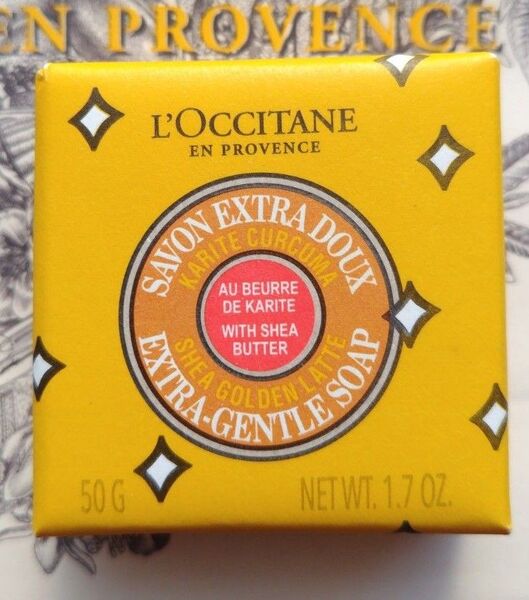 EN PROVENCE
L'OCCITANE
EN PROVENCE
SAVON EXTRA DOUX
KARITE CURCUMA
AU BEURRE
DE KARITE
WITH SHEA
BUTTER
SHEA GOLDEN LATTE
EXTRA-GENTLE SOAP
50 G
NET WT. 1.7 OZ.